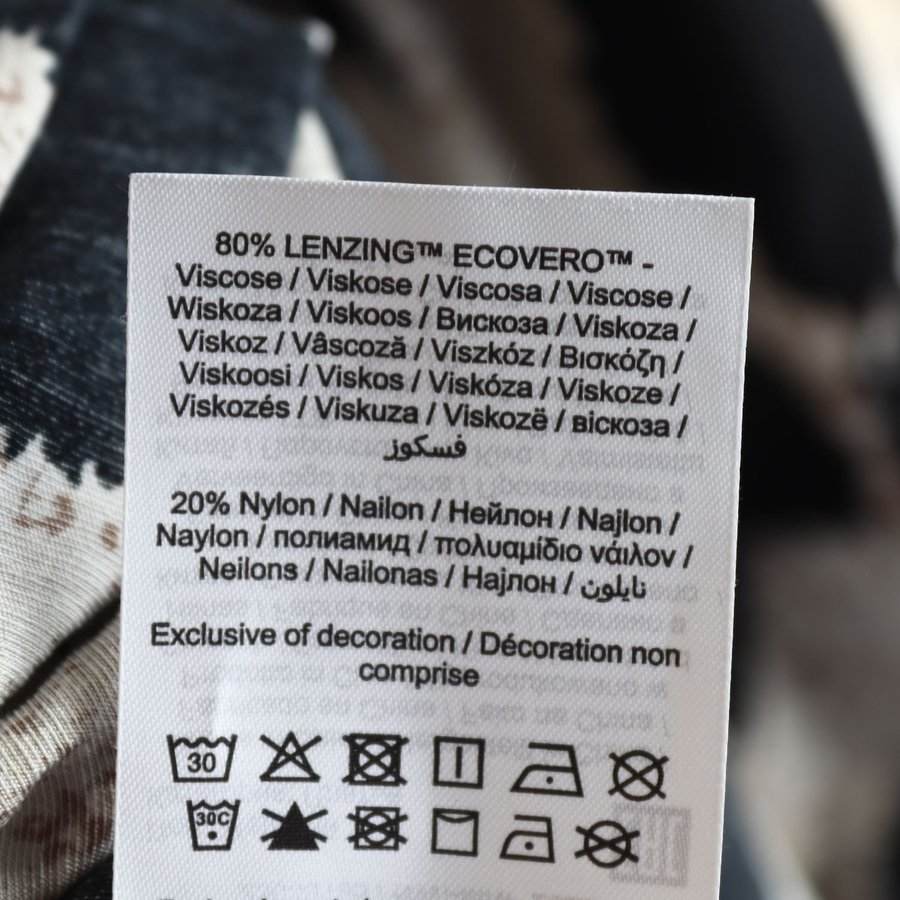 80% LENZING™ ECOVERO™ -
Viscose / Viskose / Viscosa / Viscose /
Wiskoza / Viskoos / Вискоза / Viskoza /
Viskoz / Vâscoză / Viszkóz / Βισκόζη /
Viskoosi / Viskos / Viskóza / Viskoze /
Viskozés / Viskuza / Viskozë / віскоза /
فسكوز
20% Nylon / Nailon / Нейлон / Najlon /
Naylon / полиамид / πολυαμίδιο νάιλον /
Neilons / Nailonas / Најлон / نايلون
Exclusive of decoration / Décoration non
comprise
30
30C